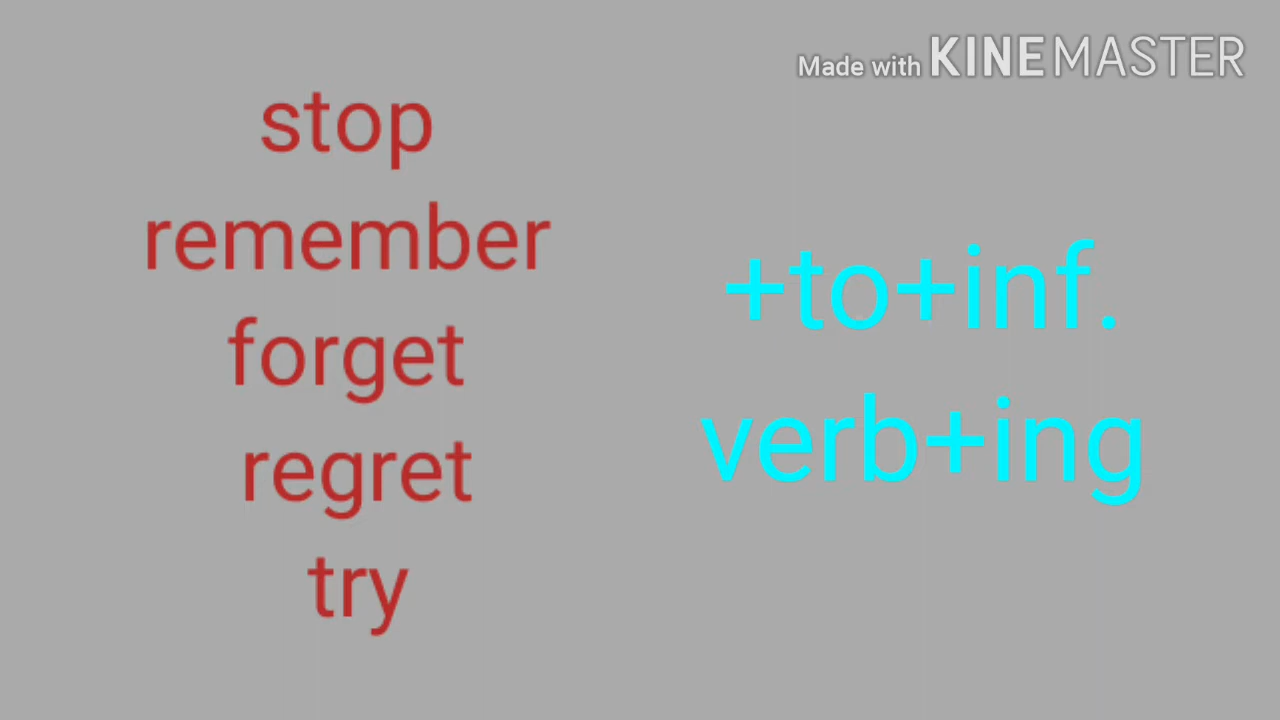 Made with KINEMASTER
stop
remember
forget
regret
try
+to+inf.
verb+ing